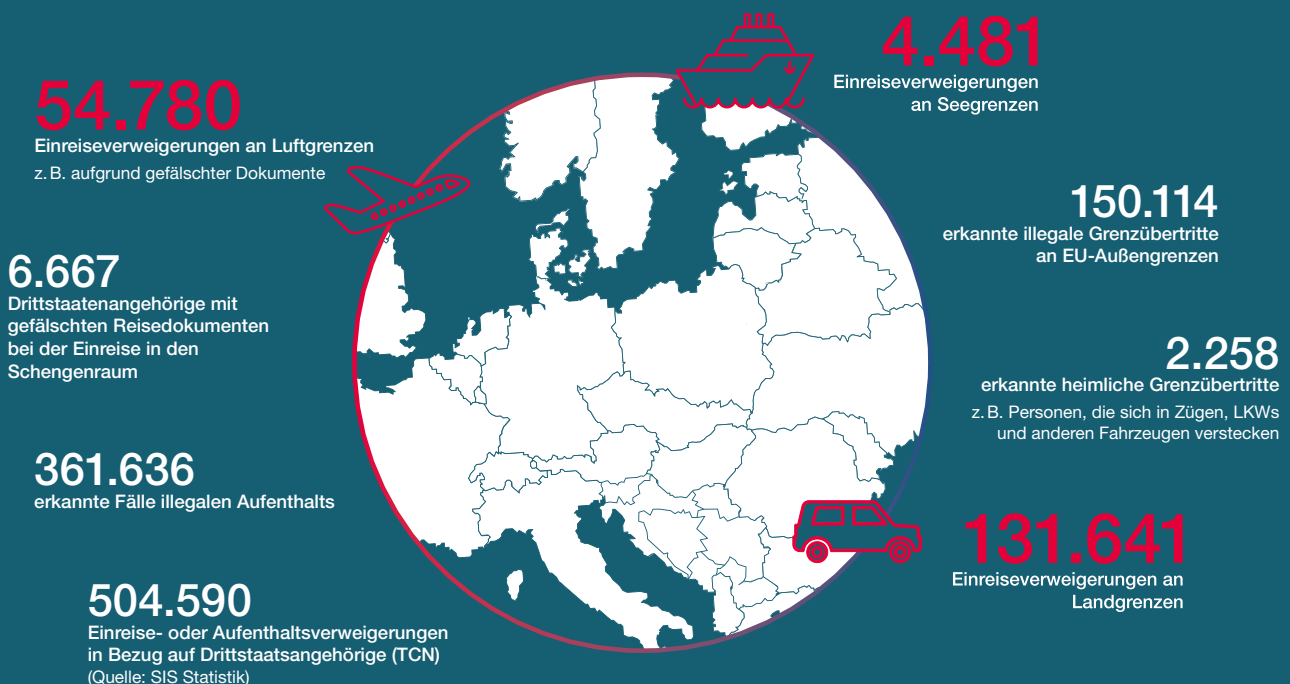 54.780
Einreiseverweigerungen an Luftgrenzen
z. B. aufgrund gefälschter Dokumente
6.667
Drittstaatenangehörige mit
gefälschten Reisedokumenten
bei der Einreise in den
Schengenraum
361.636
erkannte Fälle illegalen Aufenthalts
504.590
Einreise- oder Aufenthaltsverweigerungen
in Bezug auf Drittstaatsangehörige (TCN)
(Quelle: SIS Statistik)
4.481
Einreiseverweigerungen
an Seegrenzen
150.114
erkannte illegale Grenzübertritte
an EU-Außengrenzen
2.258
erkannte heimliche Grenzübertritte
z. B. Personen, die sich in Zügen, LKWs
und anderen Fahrzeugen verstecken
131.641
Einreiseverweigerungen an
Landgrenzen